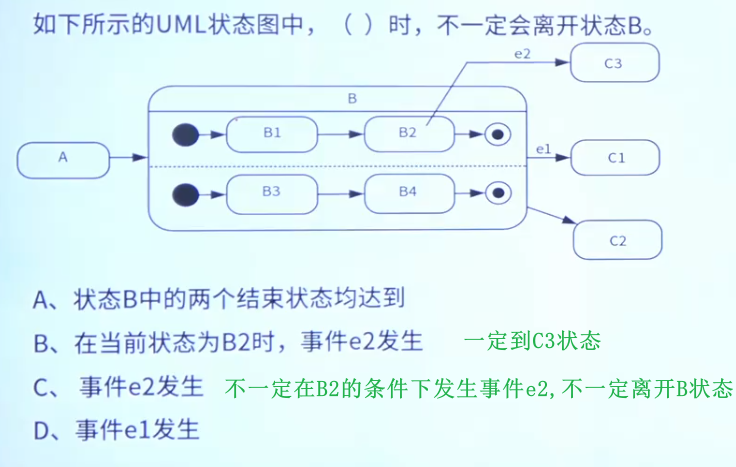 如下所示的UML状态图中，（ ）时，不一定会离开状态B。
e2
C3
B
B1
B2
A
e1
C1
B3
B4
C2
A、状态B中的两个结束状态均达到
B、在当前状态为B2时，事件e2发生 一定到C3状态
C、 事件e2发生 不一定在B2的条件下发生事件e2,不一定离开B状态
D、事件e1发生